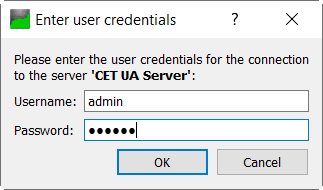 Enter user credentials ?
Please enter the user credentials for the connection
to the server 'CET UA Server':
Username: admin
Password: ●●●●●●
OK Cancel